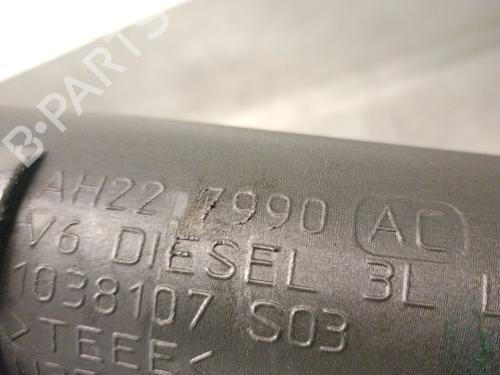 B-PARTS
AH22 7990 AC
V6 DIESEL 3L L
1038107 S03
>TEEE<